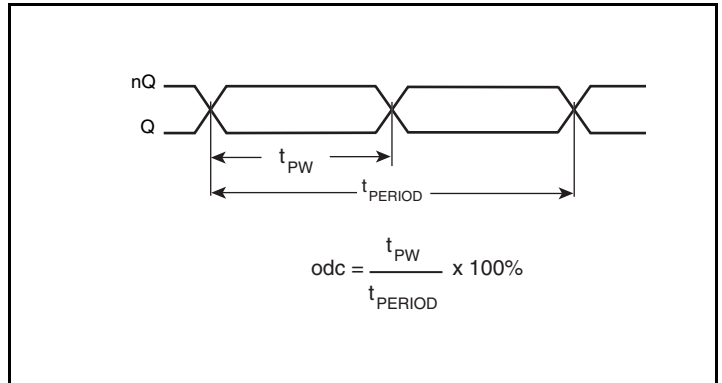 nQ
Q
tPW
tPERIOD
odc = tPW / tPERIOD x 100%